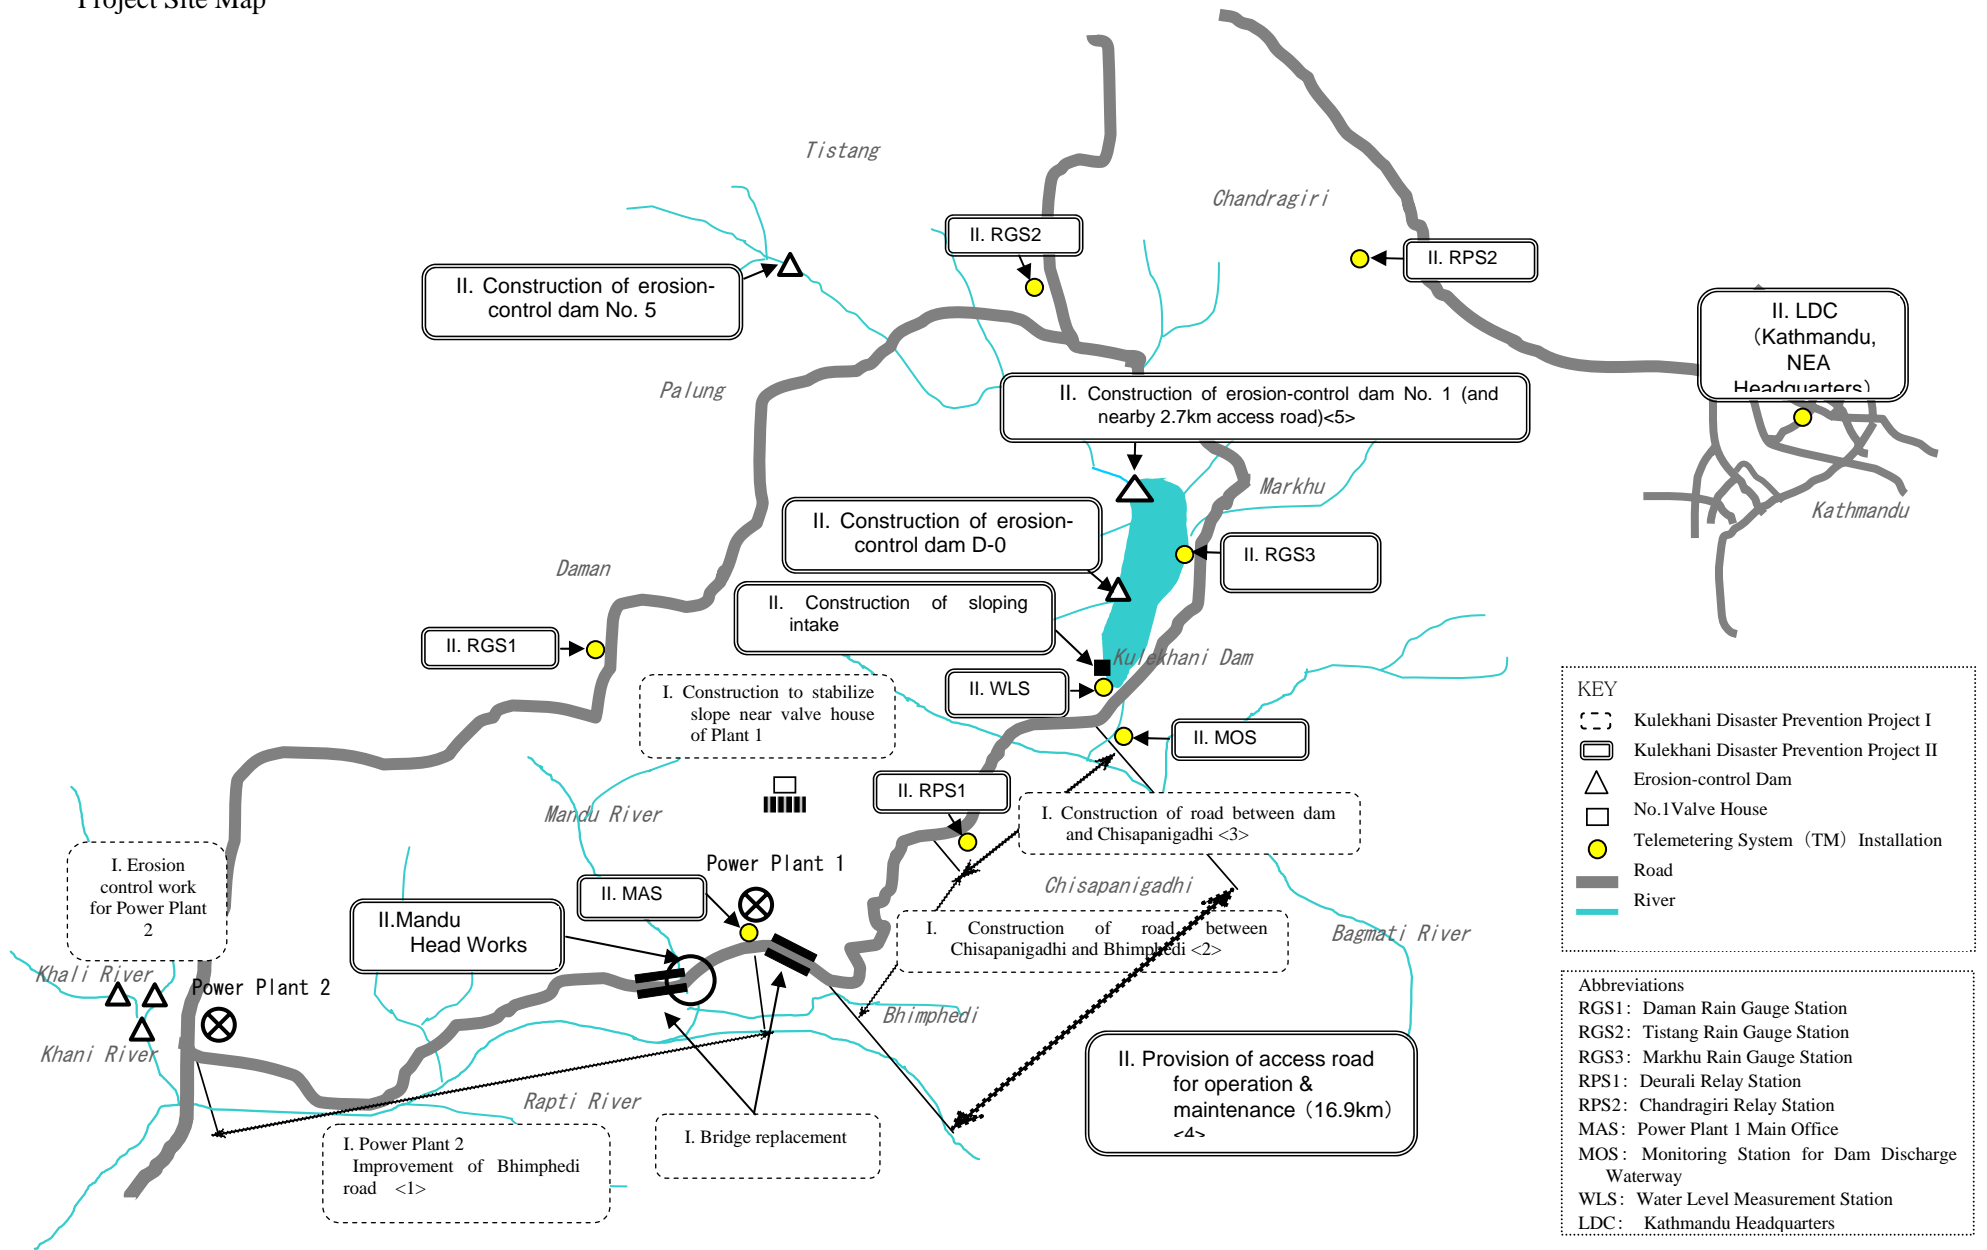 Project Site Map
Tistang
Chandragiri
II. RGS2
II. RPS2
II. Construction of erosion-
control dam No. 5
II. LDC
(Kathmandu,
NEA
Headquarters)
Palung
II. Construction of erosion-control dam No. 1 (and
nearby 2.7km access road)<5>
Markhu
Kathmandu
II. Construction of erosion-
control dam D-0
II. RGS3
Daman
II. Construction of sloping
intake
II. RGS1
Kulekhani Dam
I. Construction to stabilize
slope near valve house
of Plant 1
II. WLS
II. MOS
II. RPS1
Mandu River
I. Construction of road between dam
and Chisapanigadhi <3>
I. Erosion
control work
for Power Plant
2
Power Plant 1
II. MAS
Chisapanigadhi
II.Mandu
Head Works
I. Construction of road between
Chisapanigadhi and Bhimphedi <2>
Bagmati River
Khali River
Power Plant 2
Bhimphedi
Khani River
II. Provision of access road
for operation &
maintenance (16.9km)
<4>
Rapti River
I. Power Plant 2
Improvement of Bhimphedi
road <1>
I. Bridge replacement
KEY
Kulekhani Disaster Prevention Project I
Kulekhani Disaster Prevention Project II
Erosion-control Dam
No.1Valve House
Telemetering System (TM) Installation
Road
River
Abbreviations
RGS1: Daman Rain Gauge Station
RGS2: Tistang Rain Gauge Station
RGS3: Markhu Rain Gauge Station
RPS1: Deurali Relay Station
RPS2: Chandragiri Relay Station
MAS: Power Plant 1 Main Office
MOS: Monitoring Station for Dam Discharge
Waterway
WLS: Water Level Measurement Station
LDC: Kathmandu Headquarters